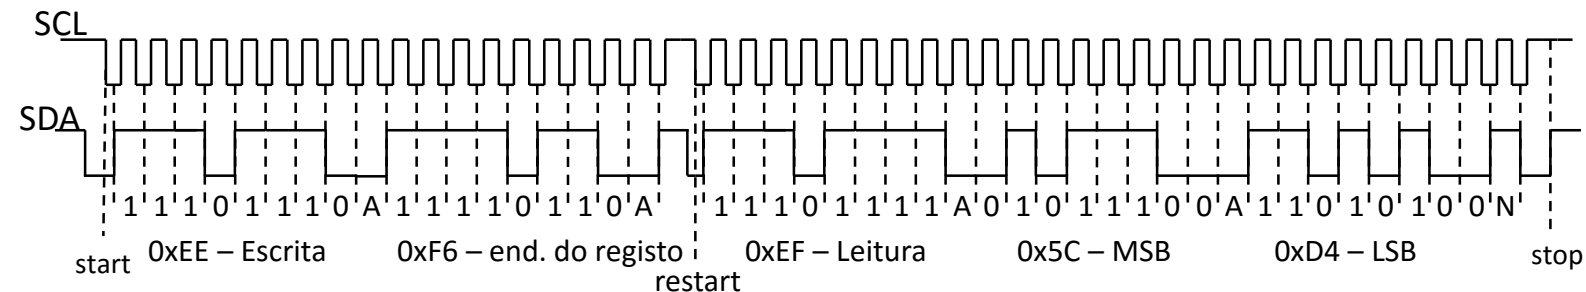 SCL
SDA
1 1 1 0 1 1 1 0 A 1 1 1 1 0 1 1 0 A 1 1 1 0 1 1 1 1 A 0 1 0 1 1 1 0 0 A 1 1 0 1 0 1 0 0 N
start 0xEE – Escrita 0xF6 – end. do registo restart 0xEF – Leitura 0x5C – MSB 0xD4 – LSB stop